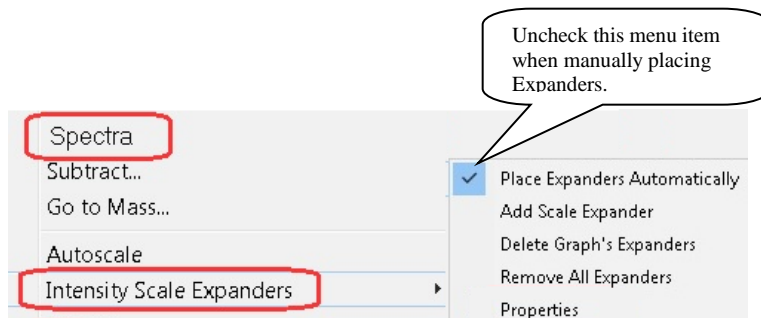 Uncheck this menu item
when manually placing
Expanders.
Spectra
Subtract...
Go to Mass...
Autoscale
Intensity Scale Expanders
Place Expanders Automatically
Add Scale Expander
Delete Graph's Expanders
Remove All Expanders
Properties